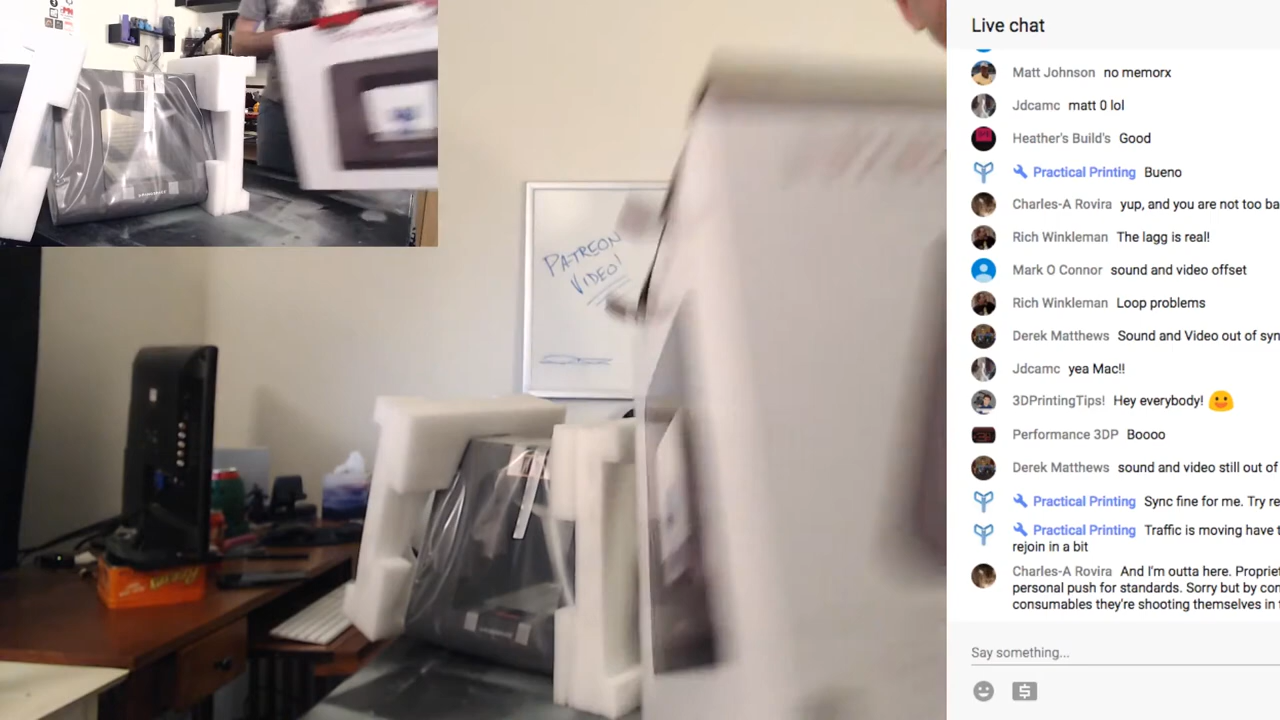 PATREON
VIDEO!
Live chat
Matt Johnson no memorx
Jdcamc matt 0 lol
Heather's Build's Good
Practical Printing Bueno
Charles-A Rovira yup, and you are not too ba
Rich Winkleman The lagg is real!
Mark O Connor sound and video offset
Rich Winkleman Loop problems
Derek Matthews Sound and Video out of syn
Jdcamc yea Mac!!
3DPrintingTips! Hey everybody!
Performance 3DP Boooo
Derek Matthews sound and video still out of
Practical Printing Sync fine for me. Try re
Practical Printing Traffic is moving have t
rejoin in a bit
Charles-A Rovira And I'm outta here. Propriet
personal push for standards. Sorry but by con
consumables they're shooting themselves in t
Say something...